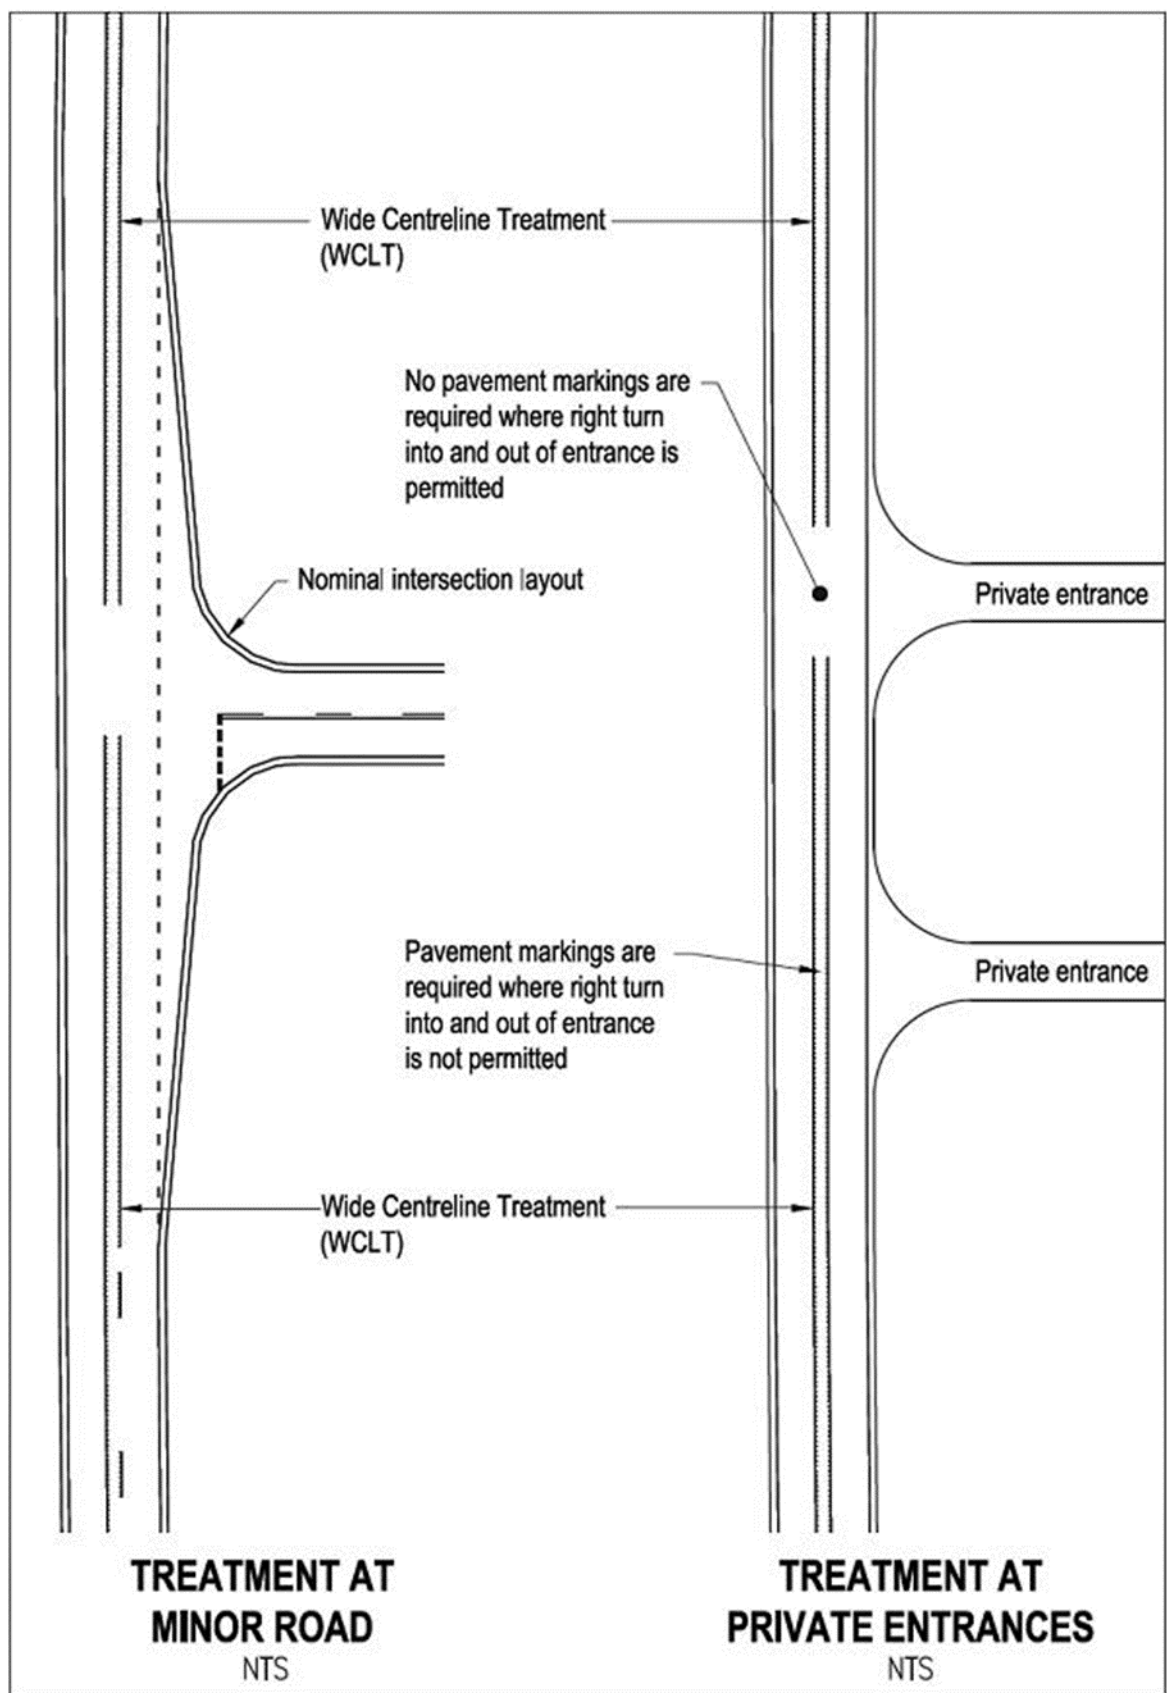 Wide Centreline Treatment
(WCLT)
No pavement markings are
required where right turn
into and out of entrance is
permitted
Nominal intersection layout
Private entrance
Pavement markings are
required where right turn
into and out of entrance
is not permitted
Private entrance
Wide Centreline Treatment
(WCLT)
TREATMENT AT
MINOR ROAD
NTS
TREATMENT AT
PRIVATE ENTRANCES
NTS